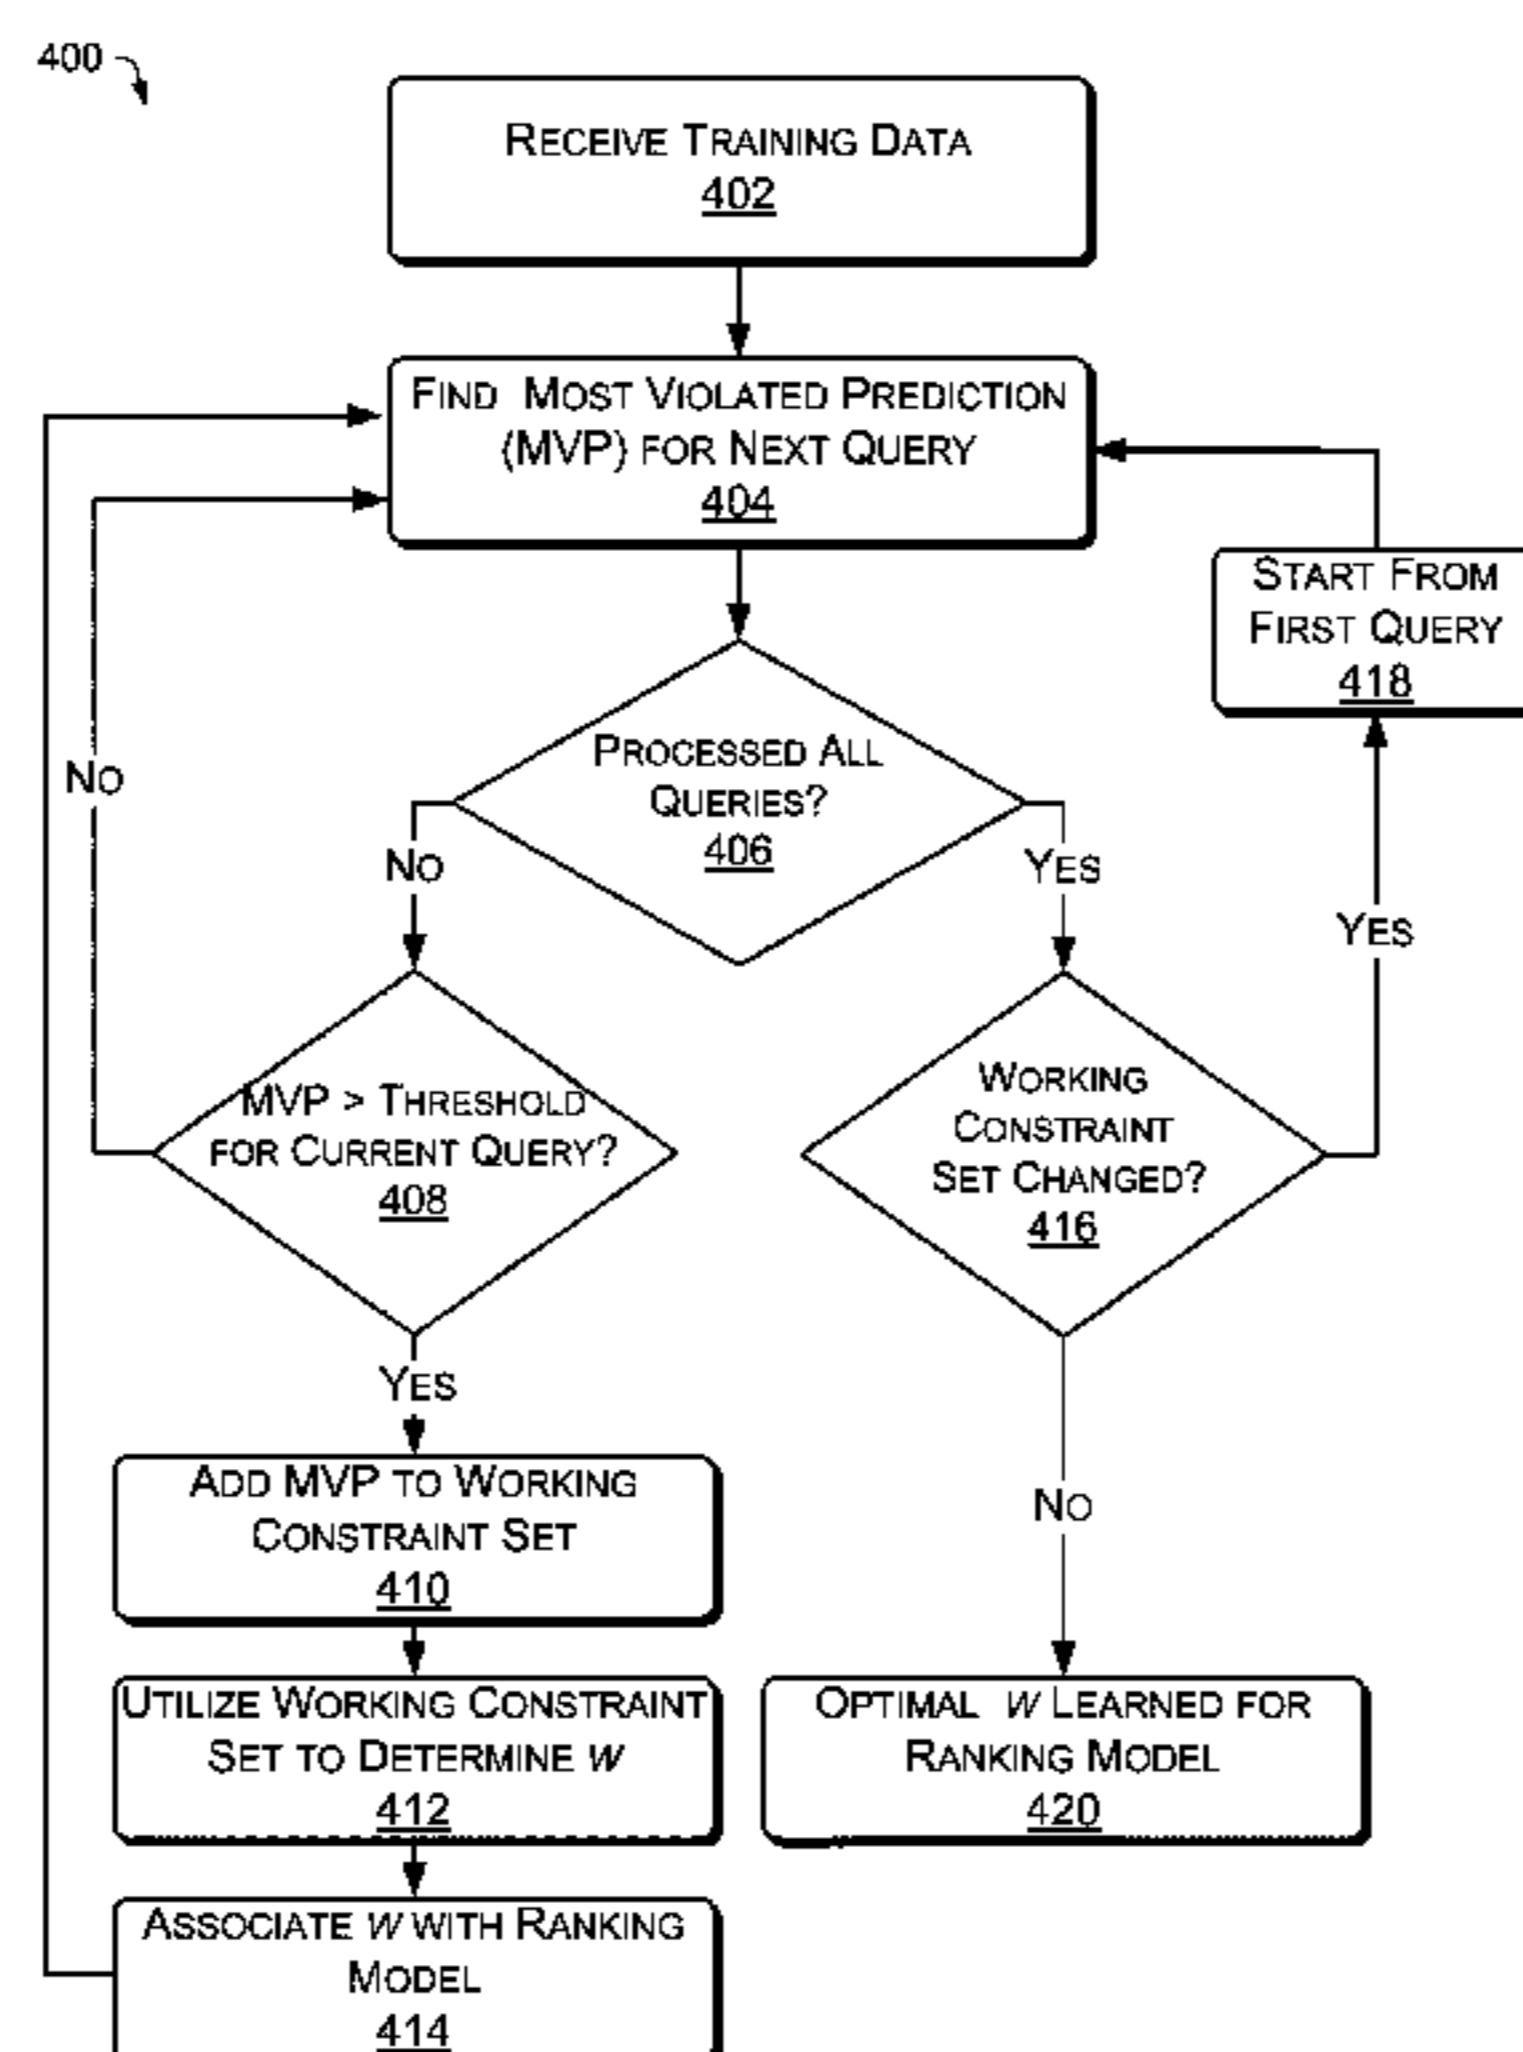 400
RECEIVE TRAINING DATA
402
FIND MOST VIOLATED PREDICTION
(MVP) FOR NEXT QUERY
404
START FROM
FIRST QUERY
418
PROCESSED ALL
QUERIES?
406
NO
NO
YES
YES
MVP > THRESHOLD
FOR CURRENT QUERY?
408
WORKING
CONSTRAINT
SET CHANGED?
416
YES
ADD MVP TO WORKING
CONSTRAINT SET
410
NO
UTILIZE WORKING CONSTRAINT
SET TO DETERMINE w
412
OPTIMAL w LEARNED FOR
RANKING MODEL
420
ASSOCIATE w WITH RANKING
MODEL
414